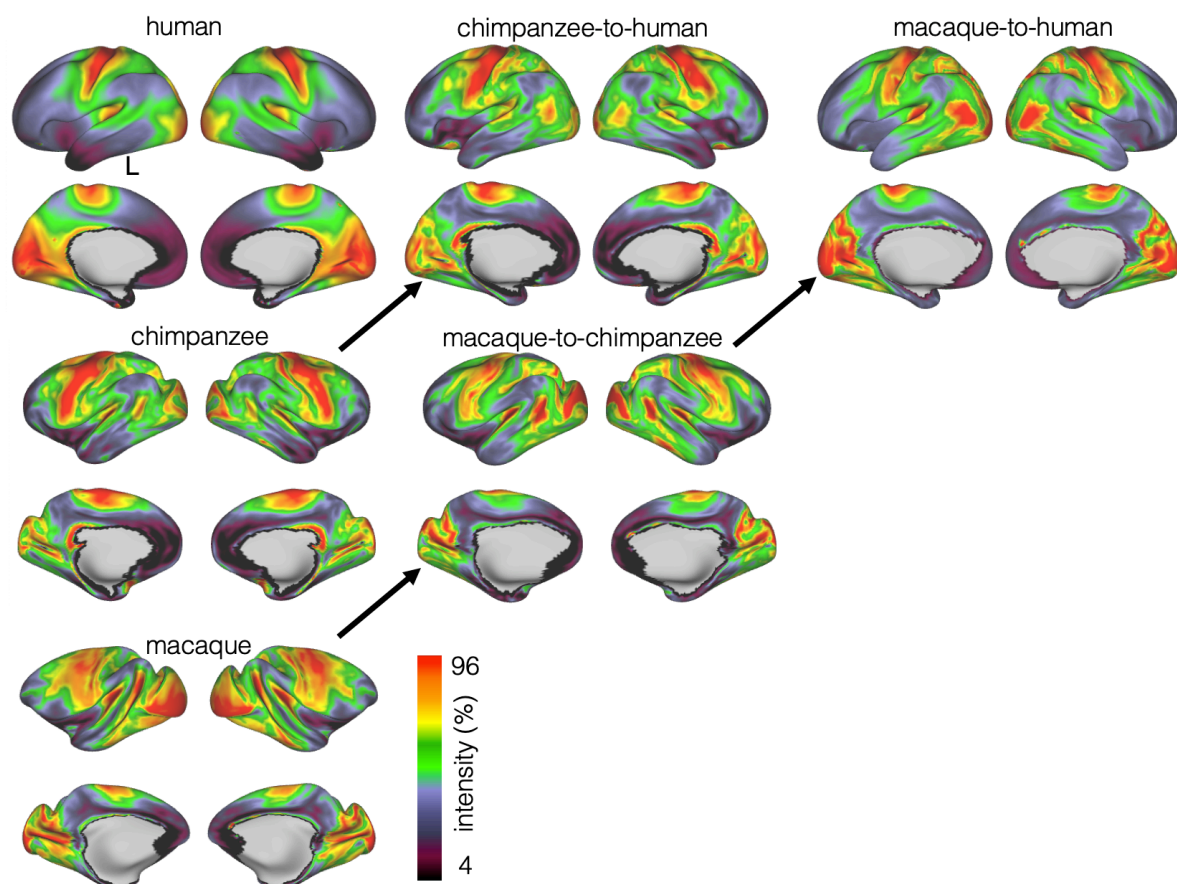 human
chimpanzee-to-human
macaque-to-human
L
chimpanzee
macaque-to-chimpanzee
macaque
96
intensity (%)
4